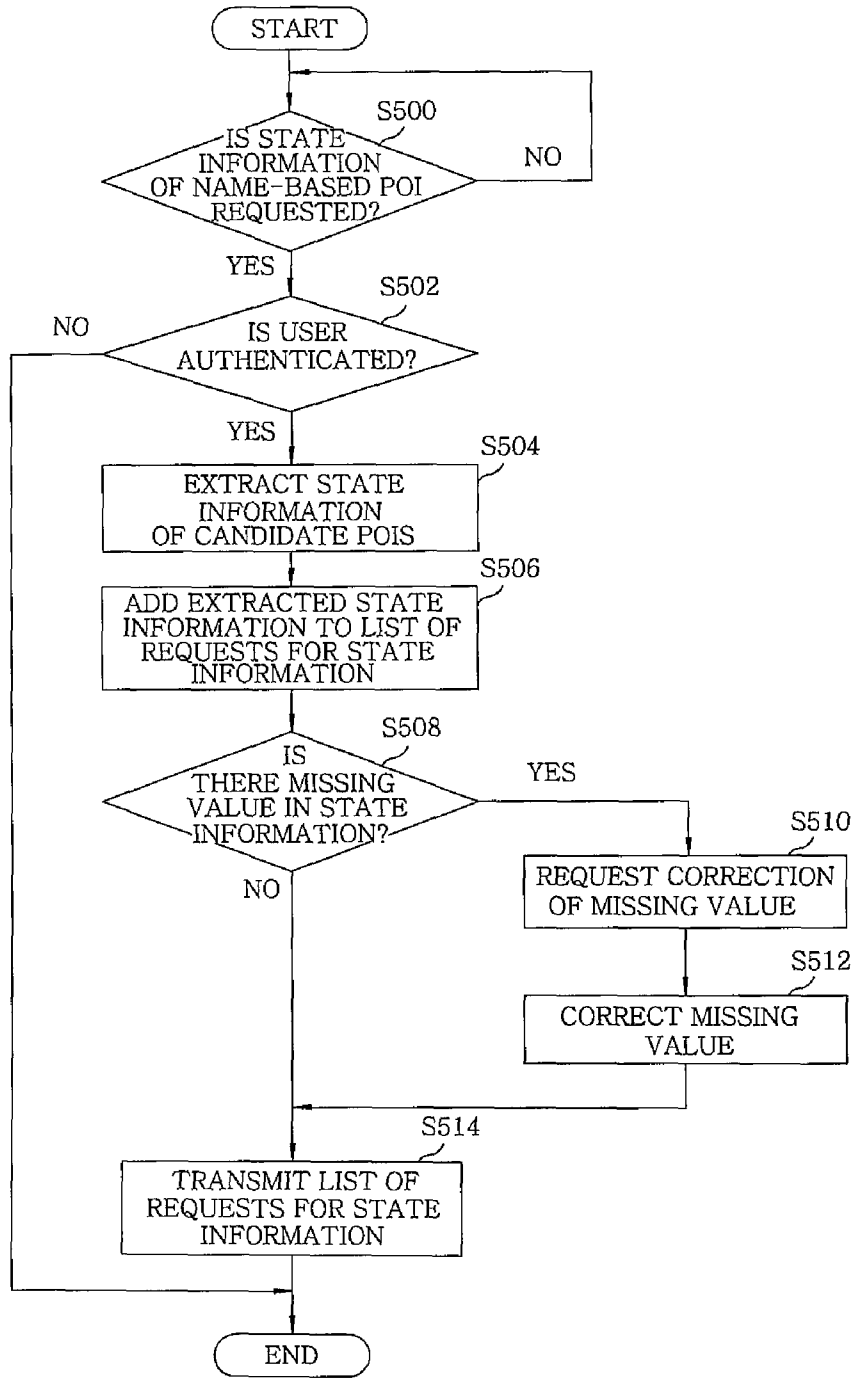 START
S500
IS STATE
INFORMATION
OF NAME-BASED POI
REQUESTED?
NO
YES
S502
NO
IS USER
AUTHENTICATED?
YES
S504
EXTRACT STATE
INFORMATION
OF CANDIDATE POIS
S506
ADD EXTRACTED STATE
INFORMATION TO LIST OF
REQUESTS FOR STATE
INFORMATION
S508
IS
THERE MISSING
VALUE IN STATE
INFORMATION?
YES
NO
S510
REQUEST CORRECTION
OF MISSING VALUE
S512
CORRECT MISSING
VALUE
S514
TRANSMIT LIST OF
REQUESTS FOR STATE
INFORMATION
END